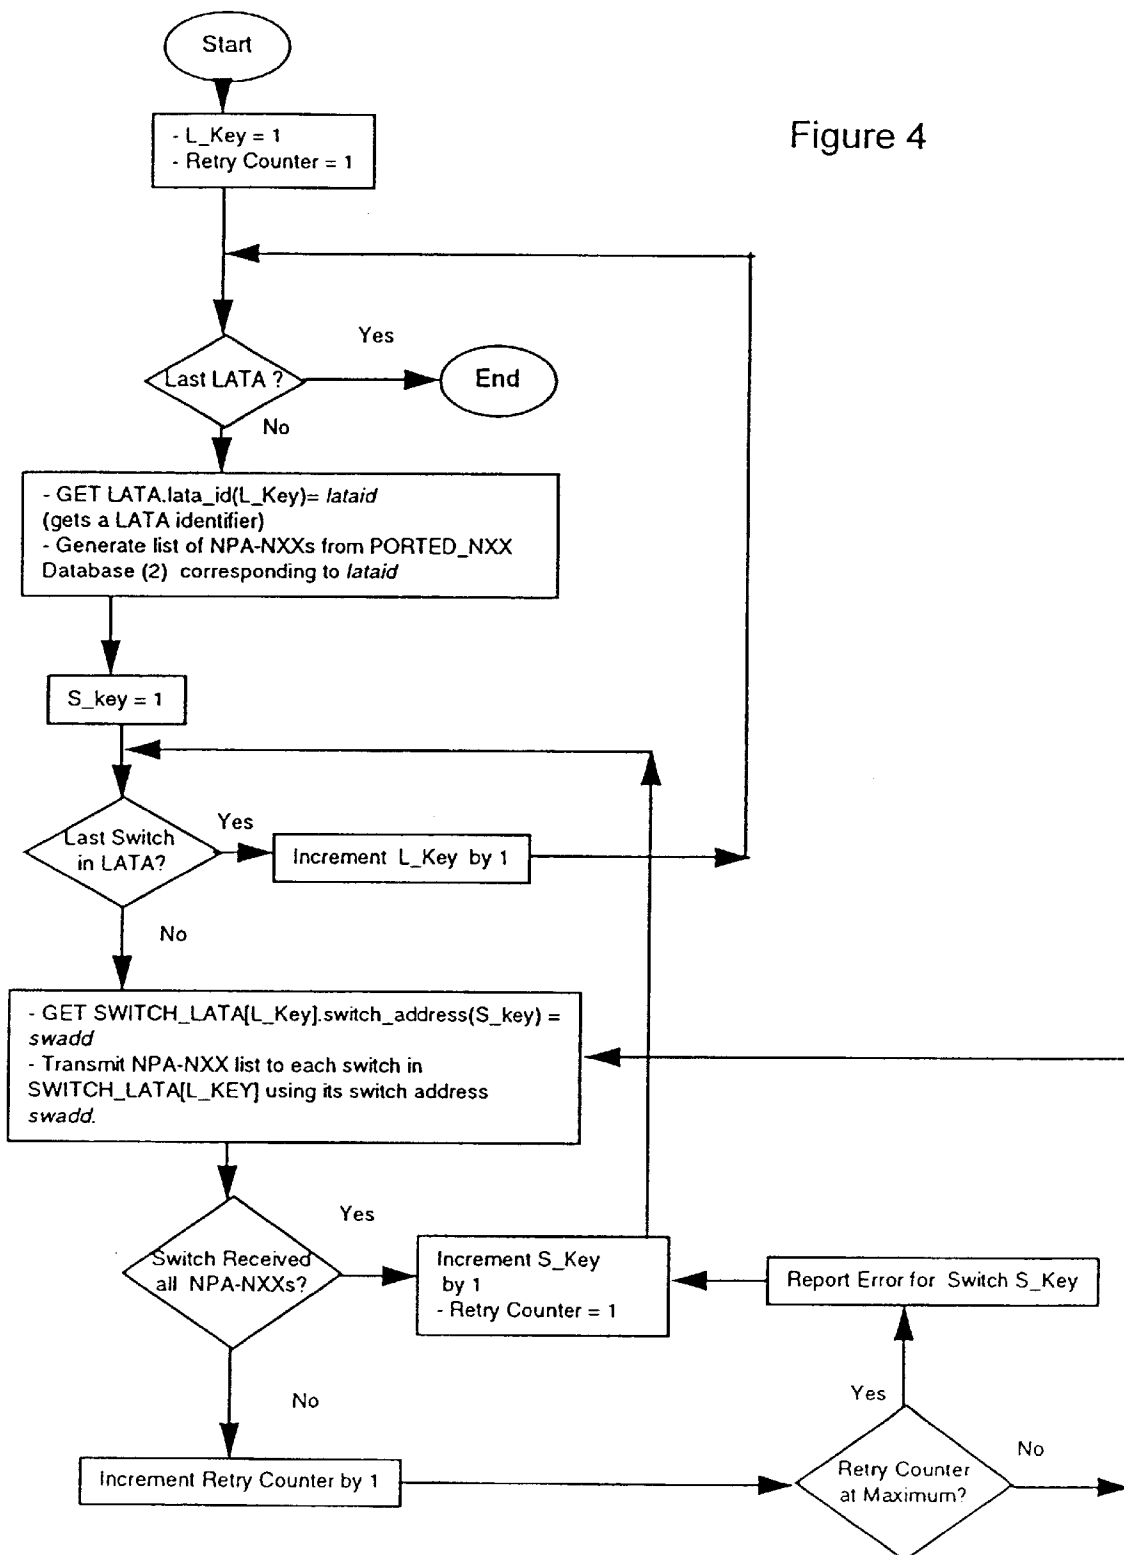 Start
Figure 4
- L_Key = 1
- Retry Counter = 1
Yes
Last LATA ?
End
No
- GET LATA.lata_id(L_Key)= lataid
(gets a LATA identifier)
- Generate list of NPA-NXXs from PORTED_NXX
Database (2) corresponding to lataid
S_key = 1
Last Switch
in LATA?
Yes
Increment L_Key by 1
No
- GET SWITCH_LATA[L_Key].switch_address(S_key) =
swadd
- Transmit NPA-NXX list to each switch in
SWITCH_LATA[L_KEY] using its switch address
swadd.
Yes
Switch Received
all NPA-NXXs?
Increment S_Key
by 1
- Retry Counter = 1
Report Error for Switch S_Key
No
Yes
No
Increment Retry Counter by 1
Retry Counter
at Maximum?